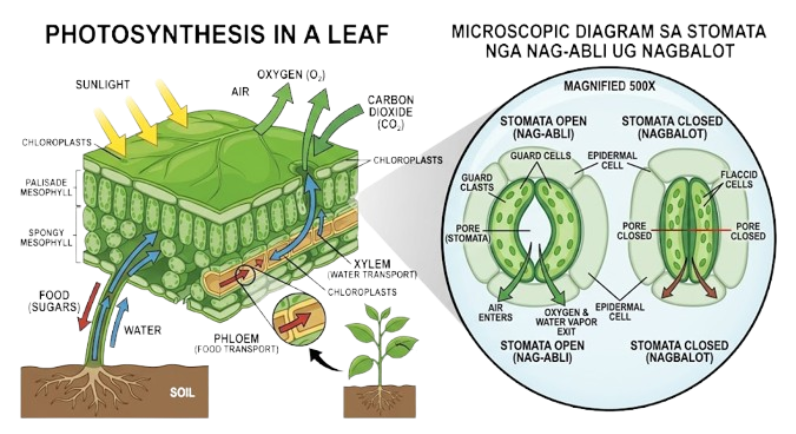 PHOTOSYNTHESIS IN A LEAF
SUNLIGHT
AIR
OXYGEN (O₂)
CARBON
DIOXIDE
(CO₂)
CHLOROPLASTS
CHLOROPLASTS
PALISADE
MESOPHYLL
SPONGY
MESOPHYLL
XYLEM
(WATER TRANSPORT)
CHLOROPLASTS
FOOD
(SUGARS)
WATER
PHLOEM
(FOOD TRANSPORT)
SOIL
MICROSCOPIC DIAGRAM SA STOMATA
NGA NAG-ABLI UG NAGBALOT
MAGNIFIED 500X
STOMATA OPEN
(NAG-ABLI)
STOMATA CLOSED
(NAGBALOT)
GUARD CELLS
EPIDERMAL
CELL
GUARD
CLASTS
FLACCID
CELLS
PORE
(STOMATA)
PORE
CLOSED
PORE
CLOSED
AIR
ENTERS
OXYGEN &
WATER VAPOR
EXIT
EPIDERMAL
CELL
STOMATA OPEN
(NAG-ABLI)
STOMATA CLOSED
(NAGBALOT)